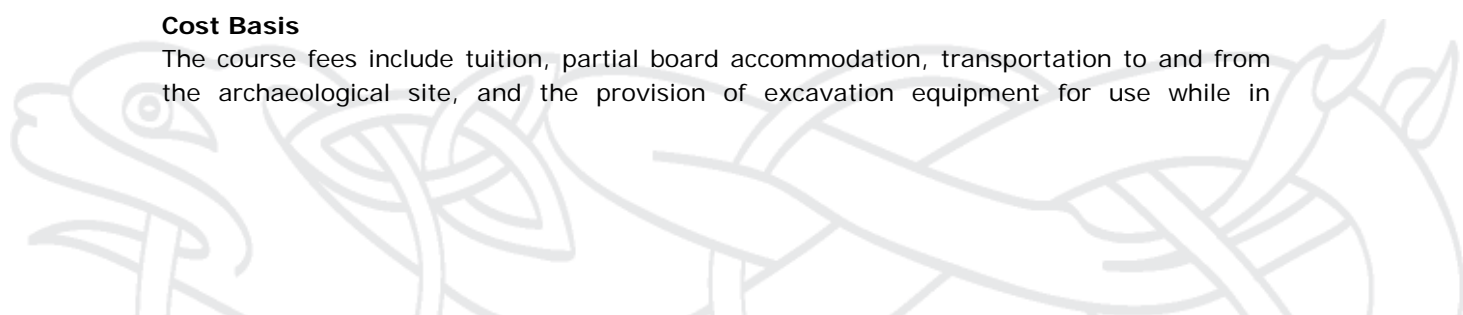 Cost Basis
The course fees include tuition, partial board accommodation, transportation to and from
the archaeological site, and the provision of excavation equipment for use while in